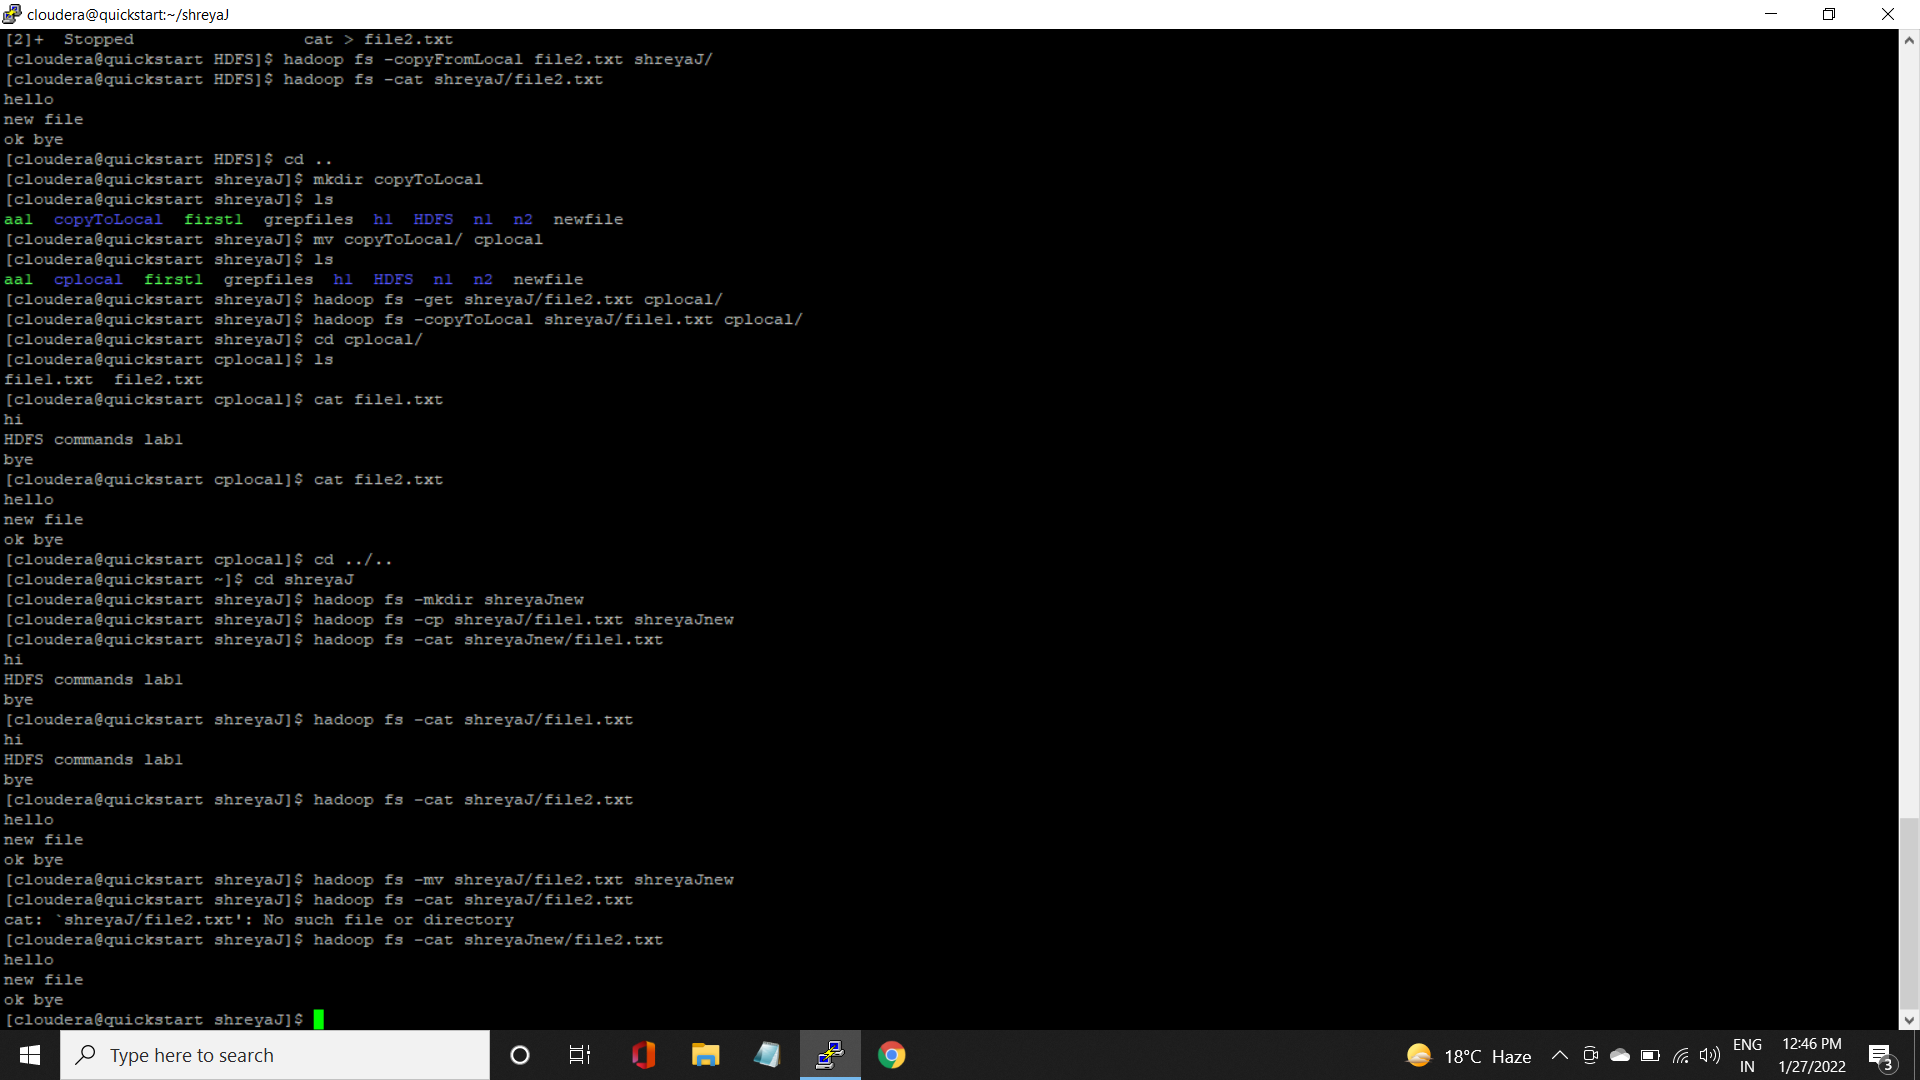 cloudera@quickstart:~/shreyaJ
[2]+  Stopped                 cat > file2.txt
[cloudera@quickstart HDFS]$ hadoop fs -copyFromLocal file2.txt shreyaJ/
[cloudera@quickstart HDFS]$ hadoop fs -cat shreyaJ/file2.txt
hello
new file
ok bye
[cloudera@quickstart HDFS]$ cd ..
[cloudera@quickstart shreyaJ]$ mkdir copyToLocal
[cloudera@quickstart shreyaJ]$ ls
aa1  copyToLocal  first1  grepfiles  h1  HDFS  n1  n2  newfile
[cloudera@quickstart shreyaJ]$ mv copyToLocal/ cplocal
[cloudera@quickstart shreyaJ]$ ls
aa1  cplocal  first1  grepfiles  h1  HDFS  n1  n2  newfile
[cloudera@quickstart shreyaJ]$ hadoop fs -get shreyaJ/file2.txt cplocal/
[cloudera@quickstart shreyaJ]$ hadoop fs -copyToLocal shreyaJ/file1.txt cplocal/
[cloudera@quickstart shreyaJ]$ cd cplocal/
[cloudera@quickstart cplocal]$ ls
file1.txt  file2.txt
[cloudera@quickstart cplocal]$ cat file1.txt
hi
HDFS commands lab1
bye
[cloudera@quickstart cplocal]$ cat file2.txt
hello
new file
ok bye
[cloudera@quickstart cplocal]$ cd ../..
[cloudera@quickstart ~]$ cd shreyaJ
[cloudera@quickstart shreyaJ]$ hadoop fs -mkdir shreyaJnew
[cloudera@quickstart shreyaJ]$ hadoop fs -cp shreyaJ/file1.txt shreyaJnew
[cloudera@quickstart shreyaJ]$ hadoop fs -cat shreyaJnew/file1.txt
hi
HDFS commands lab1
bye
[cloudera@quickstart shreyaJ]$ hadoop fs -cat shreyaJ/file1.txt
hi
HDFS commands lab1
bye
[cloudera@quickstart shreyaJ]$ hadoop fs -cat shreyaJ/file2.txt
hello
new file
ok bye
[cloudera@quickstart shreyaJ]$ hadoop fs -mv shreyaJ/file2.txt shreyaJnew
[cloudera@quickstart shreyaJ]$ hadoop fs -cat shreyaJ/file2.txt
cat: `shreyaJ/file2.txt': No such file or directory
[cloudera@quickstart shreyaJ]$ hadoop fs -cat shreyaJnew/file2.txt
hello
new file
ok bye
[cloudera@quickstart shreyaJ]$
Type here to search
18°C  Haze
ENG
IN
12:46 PM
1/27/2022
3